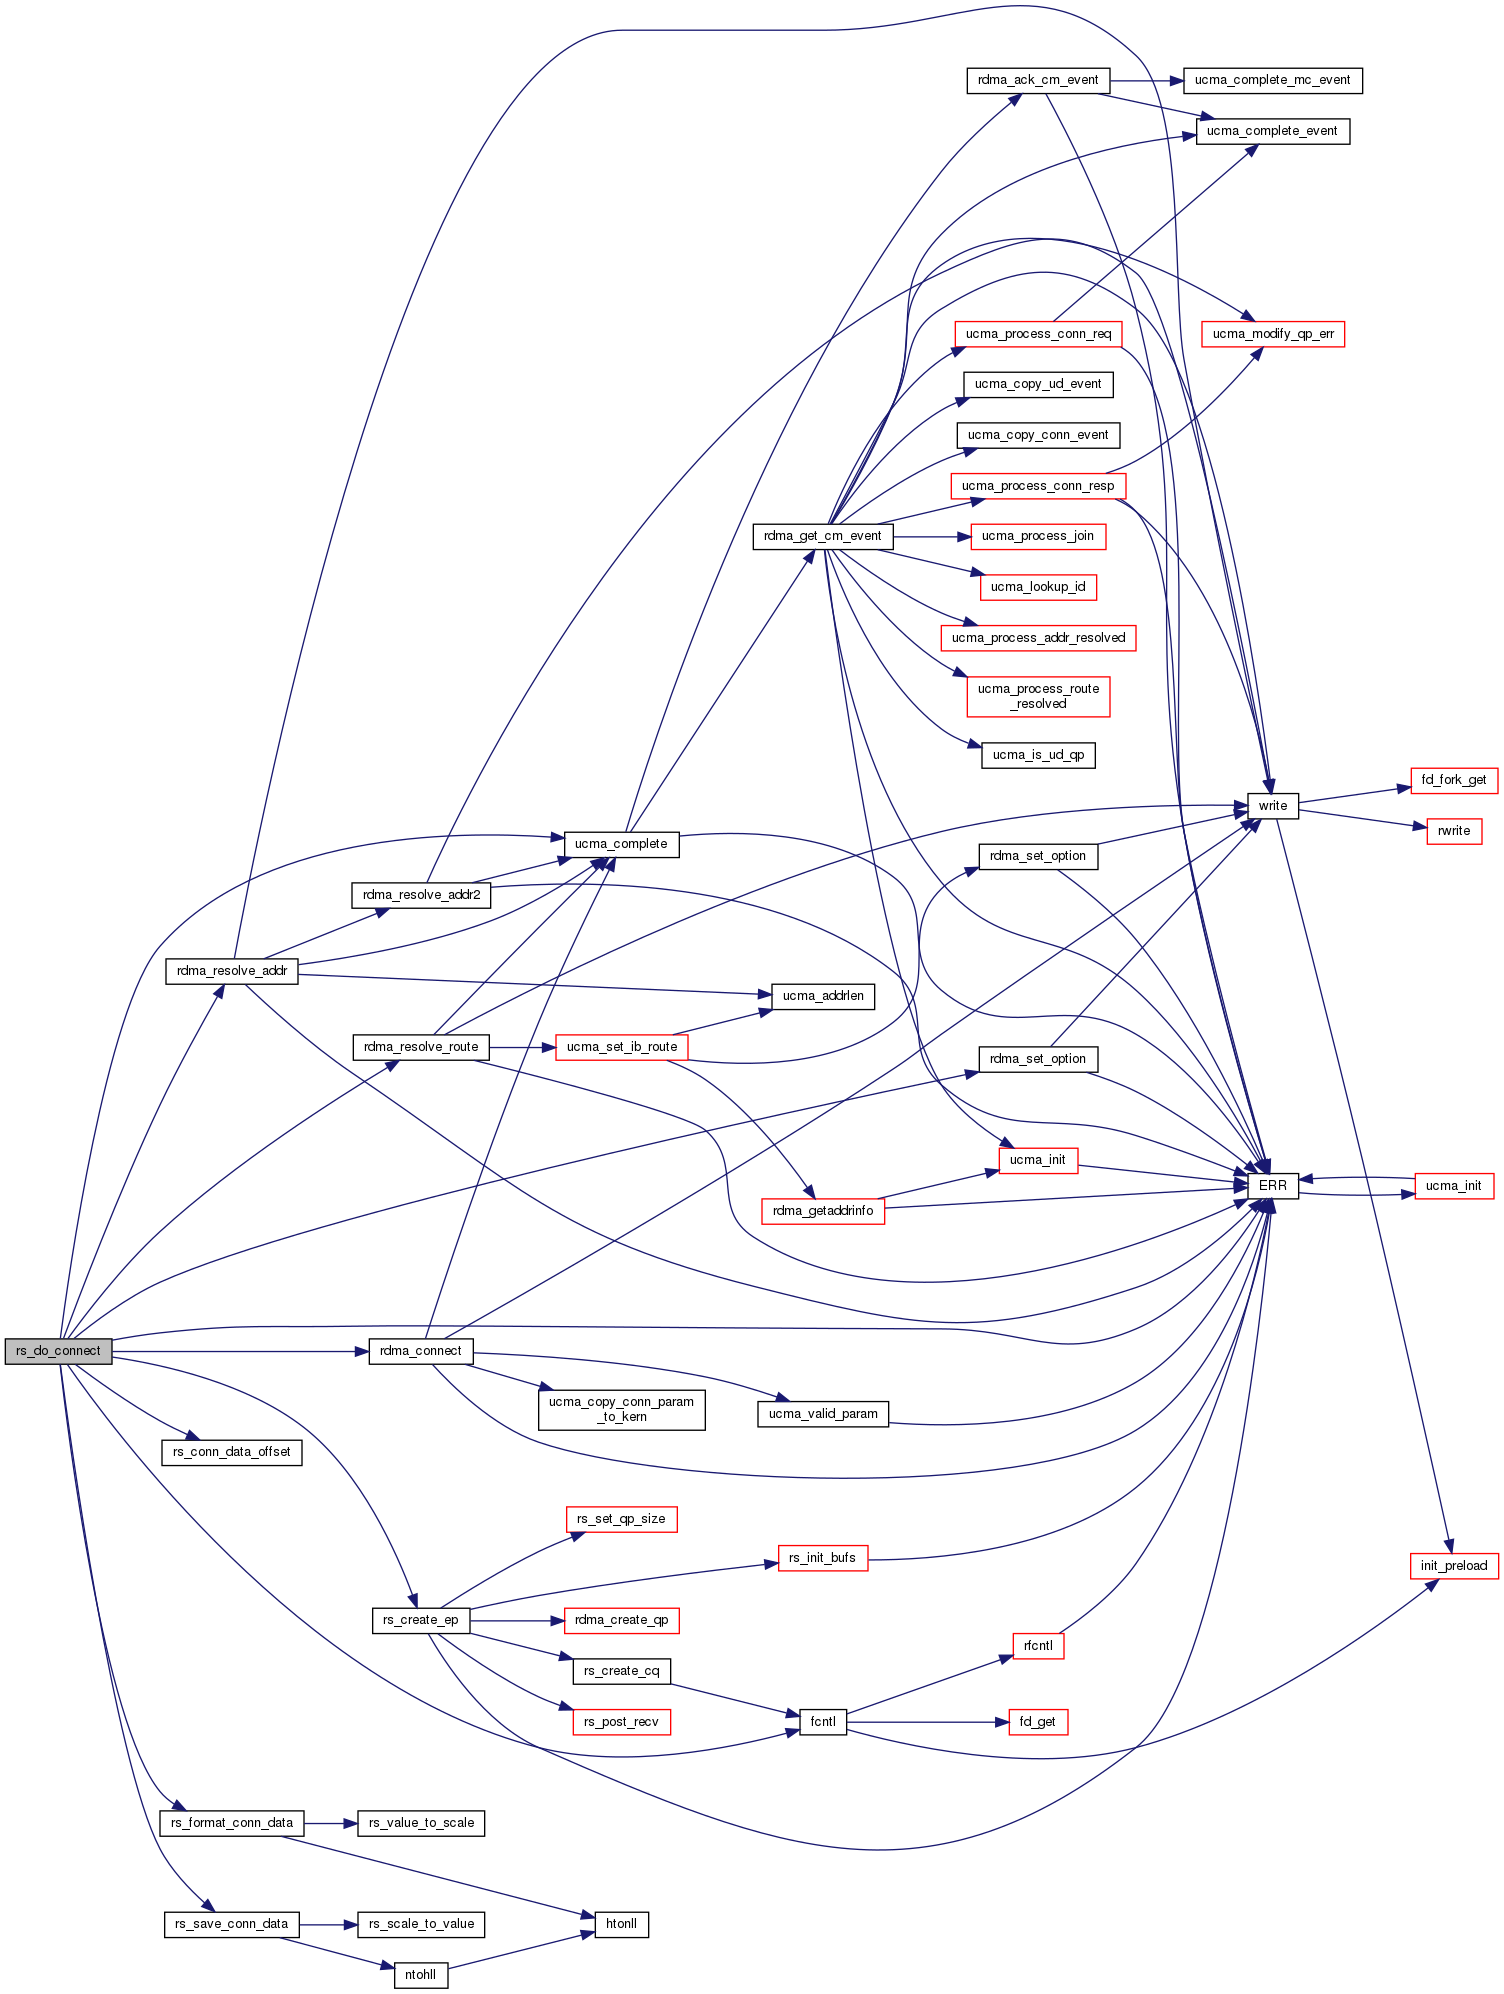 rdma_ack_cm_event
ucma_complete_mc_event
ucma_complete_event
ucma_process_conn_req
ucma_modify_qp_err
ucma_copy_ud_event
ucma_copy_conn_event
ucma_process_conn_resp
rdma_get_cm_event
ucma_process_join
ucma_lookup_id
ucma_process_addr_resolved
ucma_process_route
_resolved
ucma_is_ud_qp
fd_fork_get
write
rwrite
ucma_complete
rdma_set_option
rdma_resolve_addr2
rdma_resolve_addr
ucma_addrlen
rdma_resolve_route
ucma_set_ib_route
rdma_set_option
ucma_init
ERR
ucma_init
rdma_getaddrinfo
rs_do_connect
rdma_connect
ucma_copy_conn_param
_to_kern
ucma_valid_param
rs_conn_data_offset
rs_set_qp_size
rs_init_bufs
init_preload
rs_create_ep
rdma_create_qp
rfcntl
rs_create_cq
rs_post_recv
fcntl
fd_get
rs_format_conn_data
rs_value_to_scale
rs_save_conn_data
rs_scale_to_value
htonll
ntohll